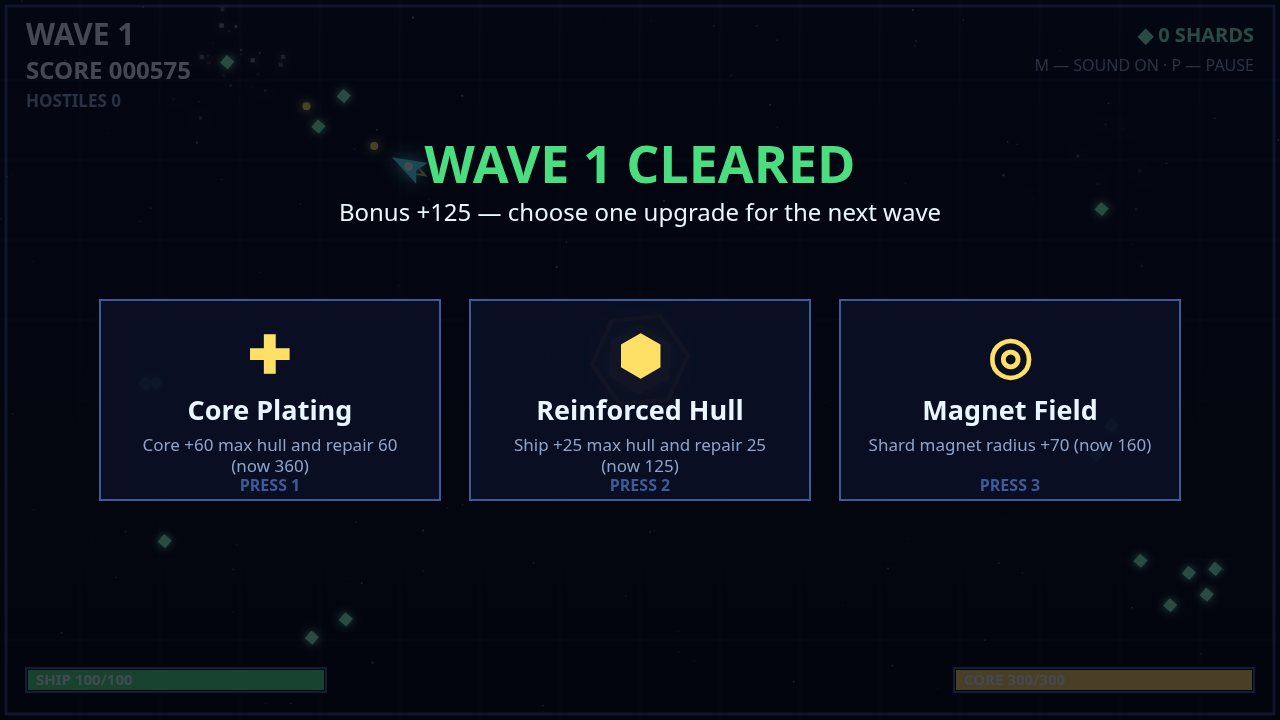 WAVE 1
SCORE 000575
HOSTILES 0
◆ 0 SHARDS
M — SOUND ON · P — PAUSE
WAVE 1 CLEARED
Bonus +125 — choose one upgrade for the next wave
Core Plating
Core +60 max hull and repair 60
(now 360)
PRESS 1
Reinforced Hull
Ship +25 max hull and repair 25
(now 125)
PRESS 2
Magnet Field
Shard magnet radius +70 (now 160)
PRESS 3
SHIP 100/100
CORE 300/300